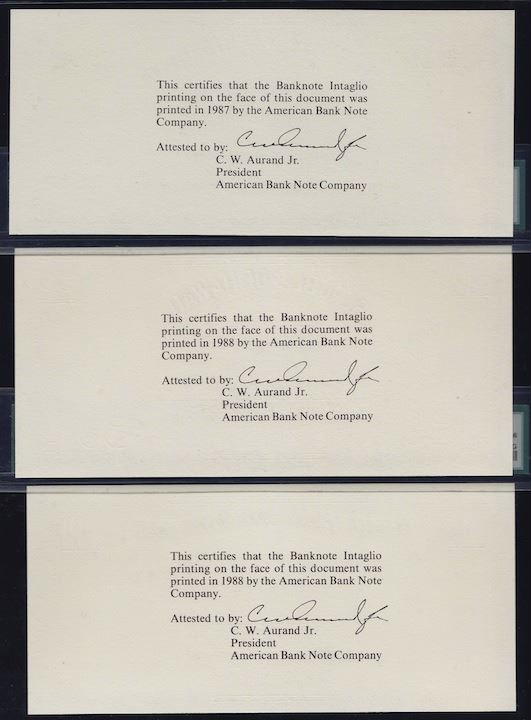 This certifies that the Banknote Intaglio
printing on the face of this document was
printed in 1987 by the American Bank Note
Company.
Attested to by:
C. W. Aurand Jr.
President
American Bank Note Company
This certifies that the Banknote Intaglio
printing on the face of this document was
printed in 1988 by the American Bank Note
Company.
Attested to by:
C. W. Aurand Jr.
President
American Bank Note Company
This certifies that the Banknote Intaglio
printing on the face of this document was
printed in 1988 by the American Bank Note
Company.
Attested to by:
C. W. Aurand Jr.
President
American Bank Note Company